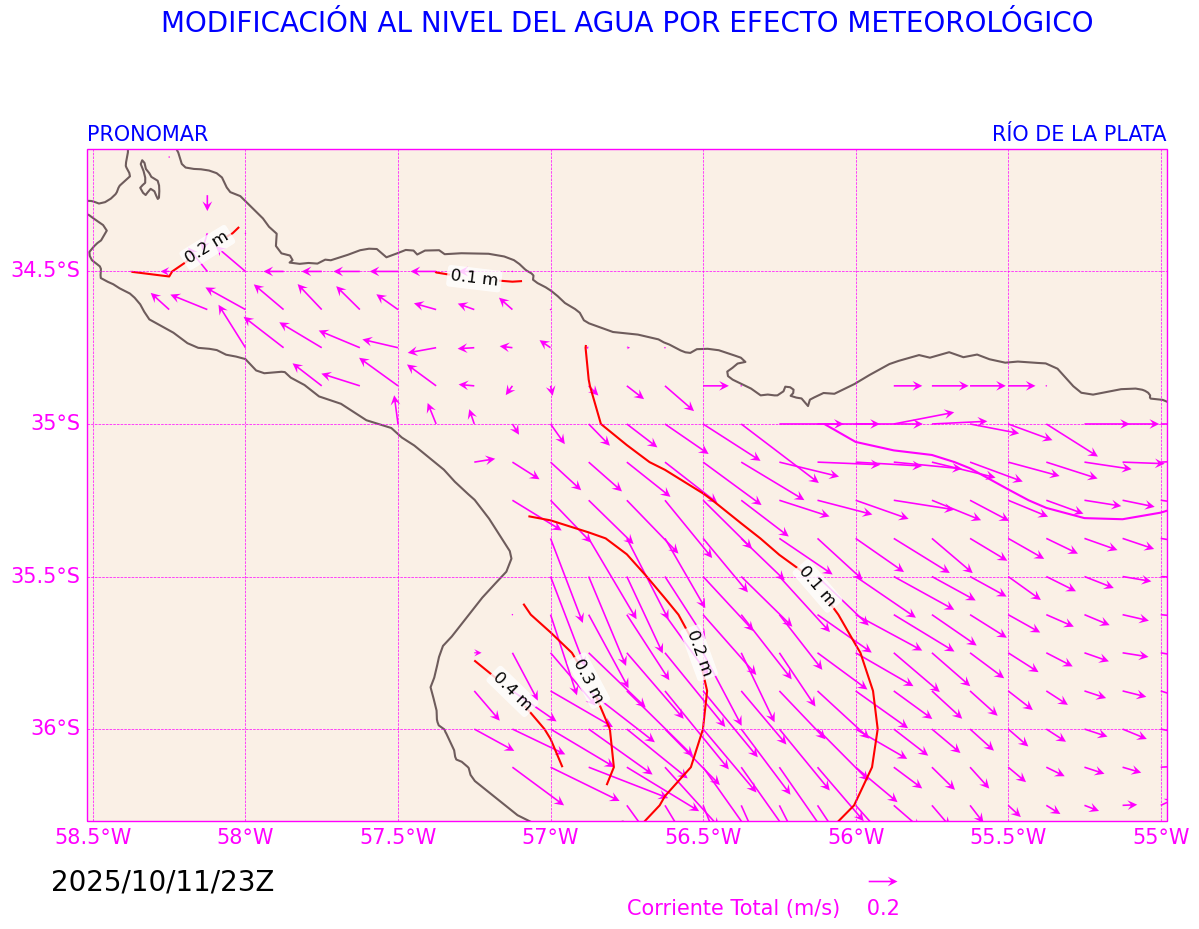 MODIFICACIÓN AL NIVEL DEL AGUA POR EFECTO METEOROLÓGICO
PRONOMAR
RÍO DE LA PLATA
0.2 m
34.5°S
0.1 m
35°S
35.5°S
0.1 m
0.2 m
0.3 m
0.4 m
36°S
58.5°W 58°W 57.5°W 57°W 56.5°W 56°W 55.5°W 55°W
2025/10/11/23Z
Corriente Total (m/s) 0.2